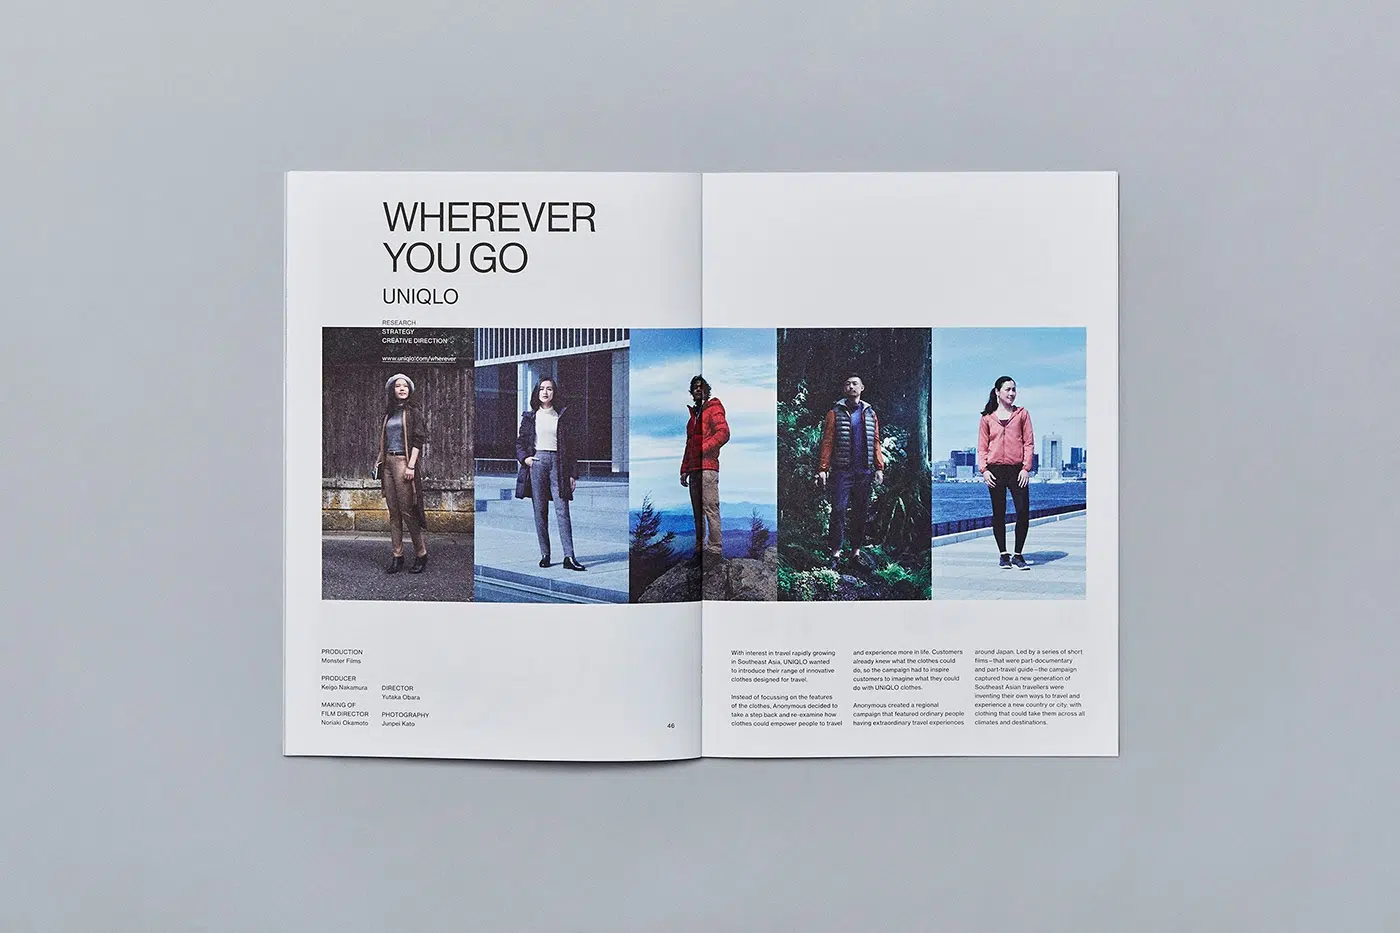 WHEREVER
YOU GO
UNIQLO
RESEARCH
STRATEGY
CREATIVE DIRECTION
www.uniqlo.com/wherever
PRODUCTION
Monster Films
PRODUCER
Keigo Nakamura
MAKING OF
FILM DIRECTOR
Noriaki Okamoto
DIRECTOR
Yutaka Obara
PHOTOGRAPHY
Junpei Kato
46
With interest in travel rapidly growing
in Southeast Asia, UNIQLO wanted
to introduce their range of innovative
clothes designed for travel.
Instead of focussing on the features
of the clothes, Anonymous decided to
take a step back and re-examine how
clothes could empower people to travel
and experience more in life. Customers
already knew what the clothes could
do, so the campaign had to inspire
customers to imagine what they could
do with UNIQLO clothes.
Anonymous created a regional
campaign that featured ordinary people
having extraordinary travel experiences
around Japan. Led by a series of short
films—that were part-documentary
and part-travel guide—the campaign
captured how a new generation of
Southeast Asian travellers were
inventing their own ways to travel and
experience a new country or city, with
clothing that could take them across all
climates and destinations.